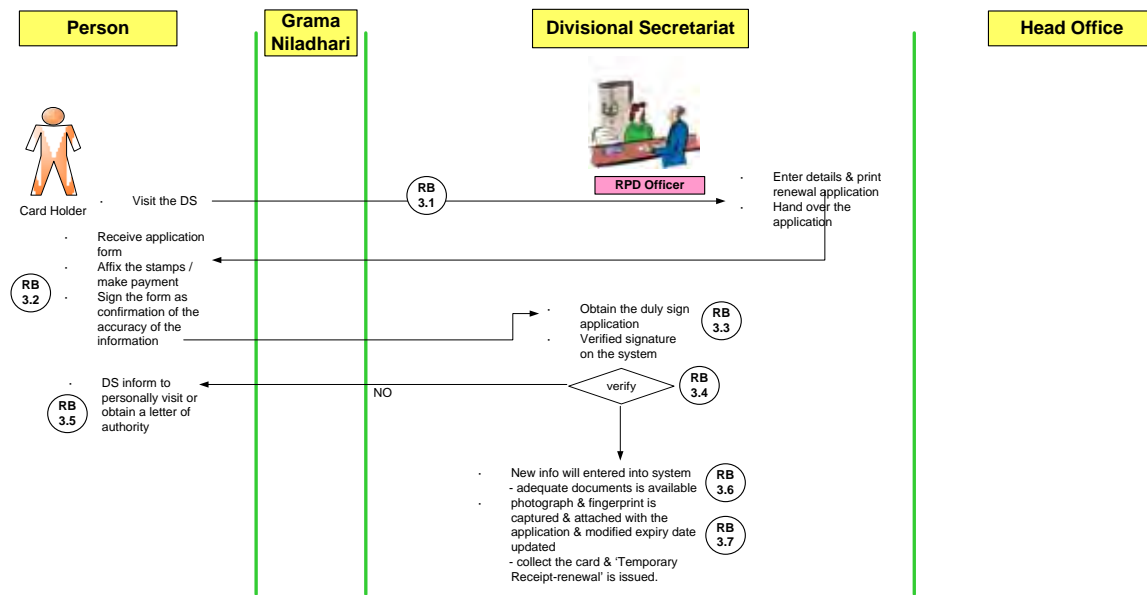 Person
Grama
Niladhari
Divisional Secretariat
Head Office
RPD Officer
Card Holder
· Visit the DS
RB
3.1
· Enter details & print
renewal application
· Hand over the
application
· Receive application
form
· Affix the stamps /
make payment
· Sign the form as
confirmation of the
accuracy of the
information
RB
3.2
· Obtain the duly sign
application
· Verified signature
on the system
RB
3.3
verify
RB
3.4
NO
· DS inform to
personally visit or
obtain a letter of
authority
RB
3.5
· New info will entered into system
- adequate documents is available
· photograph & fingerprint is
captured & attached with the
application & modified expiry date
updated
- collect the card & ‘Temporary
Receipt-renewal’ is issued.
RB
3.6
RB
3.7